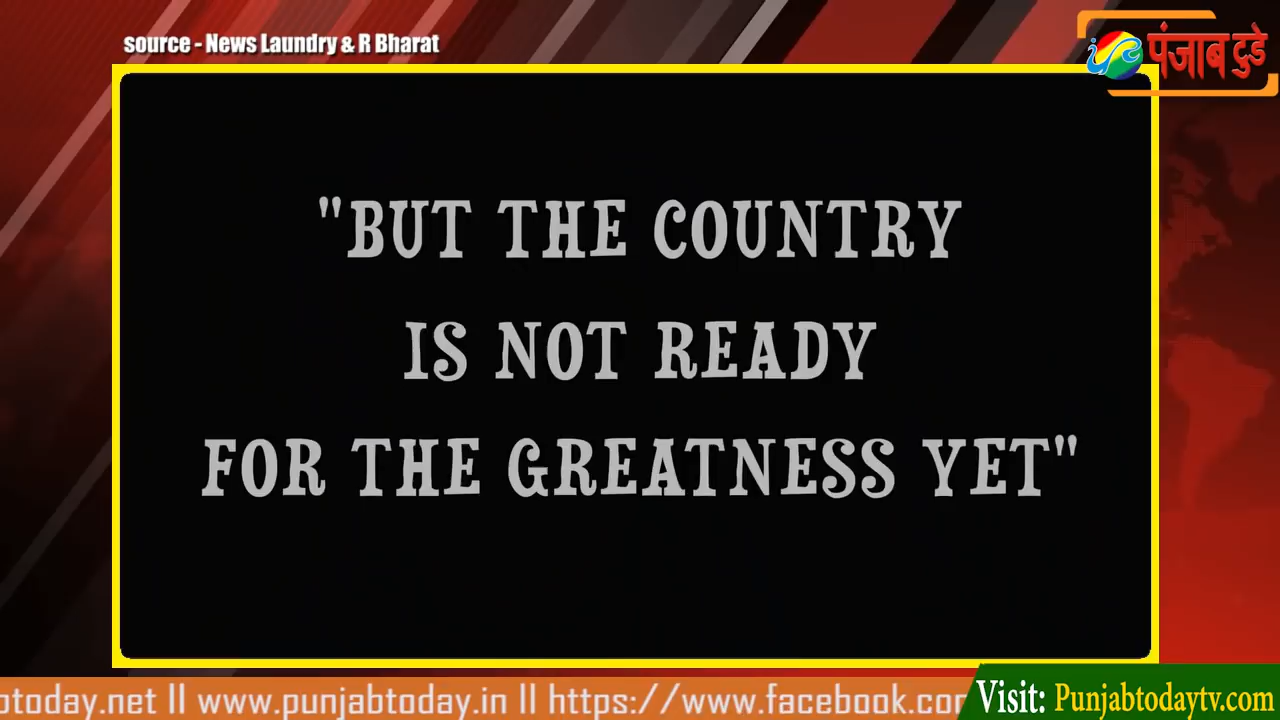 source - News Laundry & R Bharat
पंजाब टुडे
"BUT THE COUNTRY
IS NOT READY
FOR THE GREATNESS YET"
otoday.net ll www.punjabtoday.in ll https://www.facebook.com
Visit: Punjabtodaytv.com